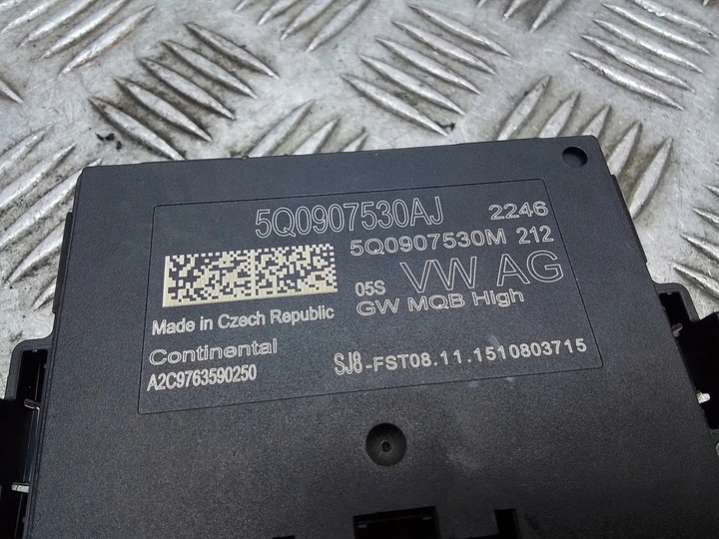 5Q0907530AJ 2246
5Q0907530M 212
05S VW AG
GW MQB High
Made in Czech Republic
Continental
A2C9763590250
SJ8-FST08.11.1510803715